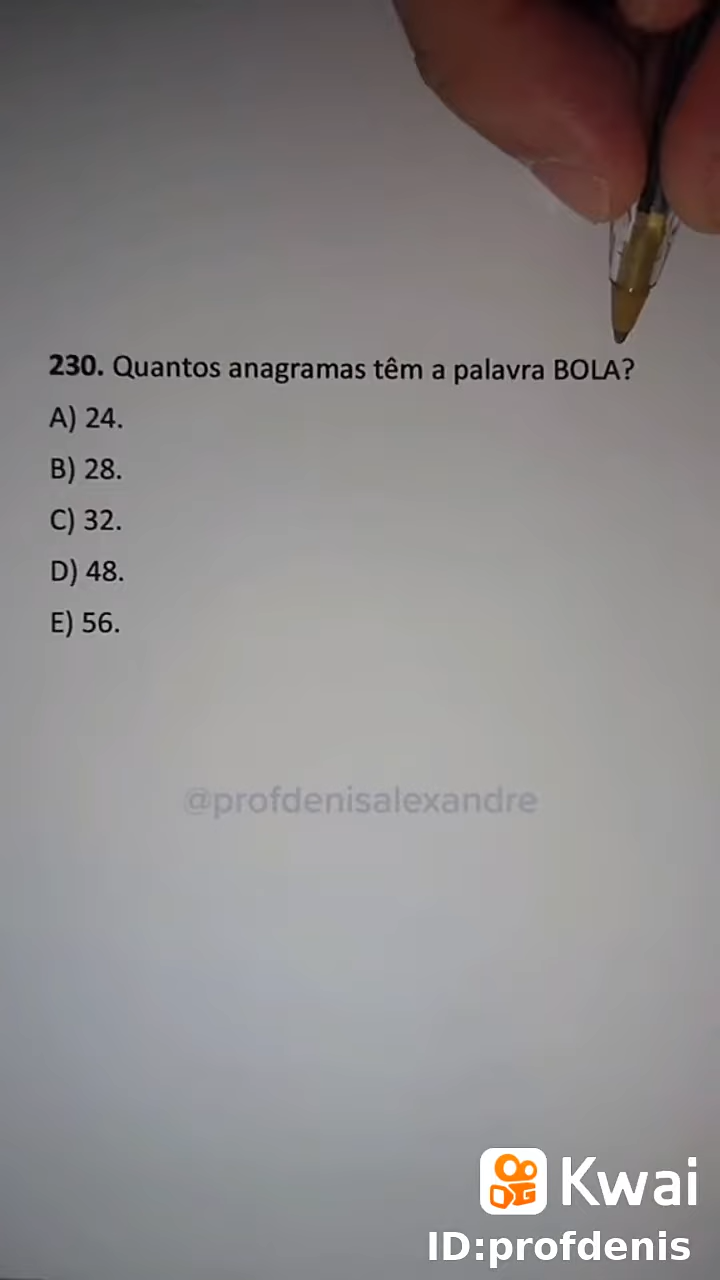 230. Quantos anagramas têm a palavra BOLA?
A) 24.
B) 28.
C) 32.
D) 48.
E) 56.
@profdenisalexandre
Kwai
ID:profdenis